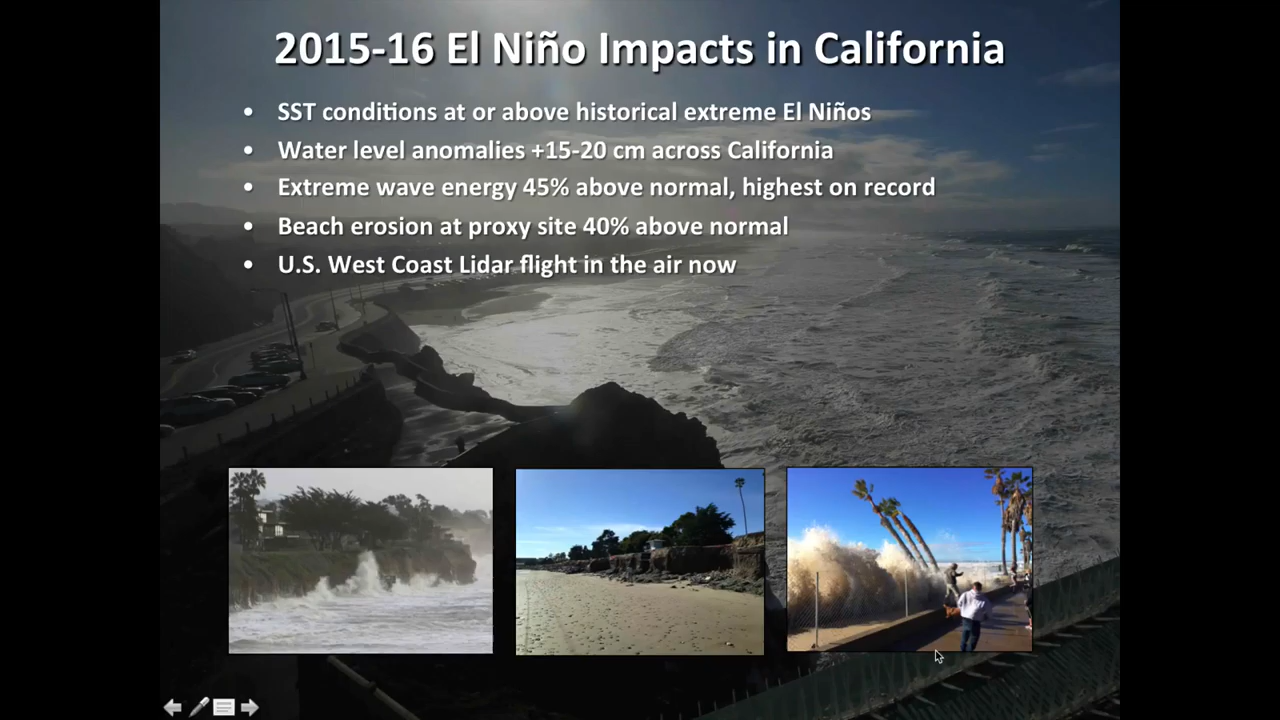 2015-16 El Niño Impacts in California
• SST conditions at or above historical extreme El Niños
• Water level anomalies +15-20 cm across California
• Extreme wave energy 45% above normal, highest on record
• Beach erosion at proxy site 40% above normal
• U.S. West Coast Lidar flight in the air now